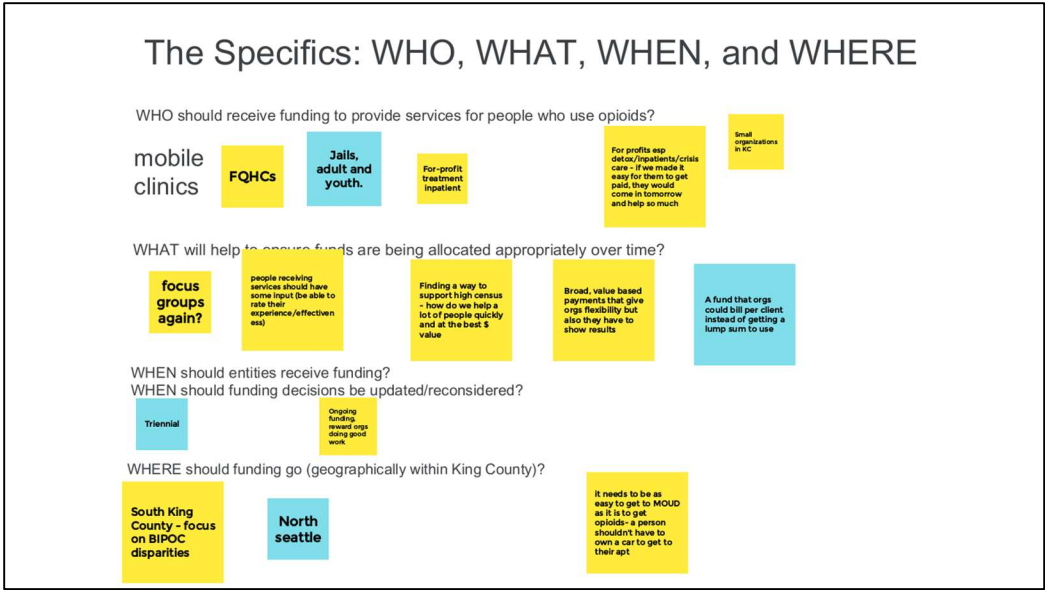 The Specifics: WHO, WHAT, WHEN, and WHERE
WHO should receive funding to provide services for people who use opioids?
mobile
clinics
FQHCs
Jails,
adult and
youth.
For-profit
treatment
inpatient
For profits esp
detox/inpatients/crisis
care - if we made it
easy for them to get
paid, they would
come in tomorrow
and help so much
Small
organizations
in KC
WHAT will help to ensure funds are being allocated appropriately over time?
focus
groups
again?
people receiving
services should have
some input (be able to
rate their
experience/effectiven
ess)
Finding a way to
support high census
- how do we help a
lot of people quickly
and at the best $
value
Broad, value based
payments that give
orgs flexibility but
also they have to
show results
A fund that orgs
could bill per client
instead of getting a
lump sum to use
WHEN should entities receive funding?
WHEN should funding decisions be updated/reconsidered?
Triennial
Ongoing
funding,
reward orgs
doing good
work
WHERE should funding go (geographically within King County)?
South King
County - focus
on BIPOC
disparities
North
seattle
it needs to be as
easy to get to MOUD
as it is to get
opioids- a person
shouldn't have to
own a car to get to
their apt